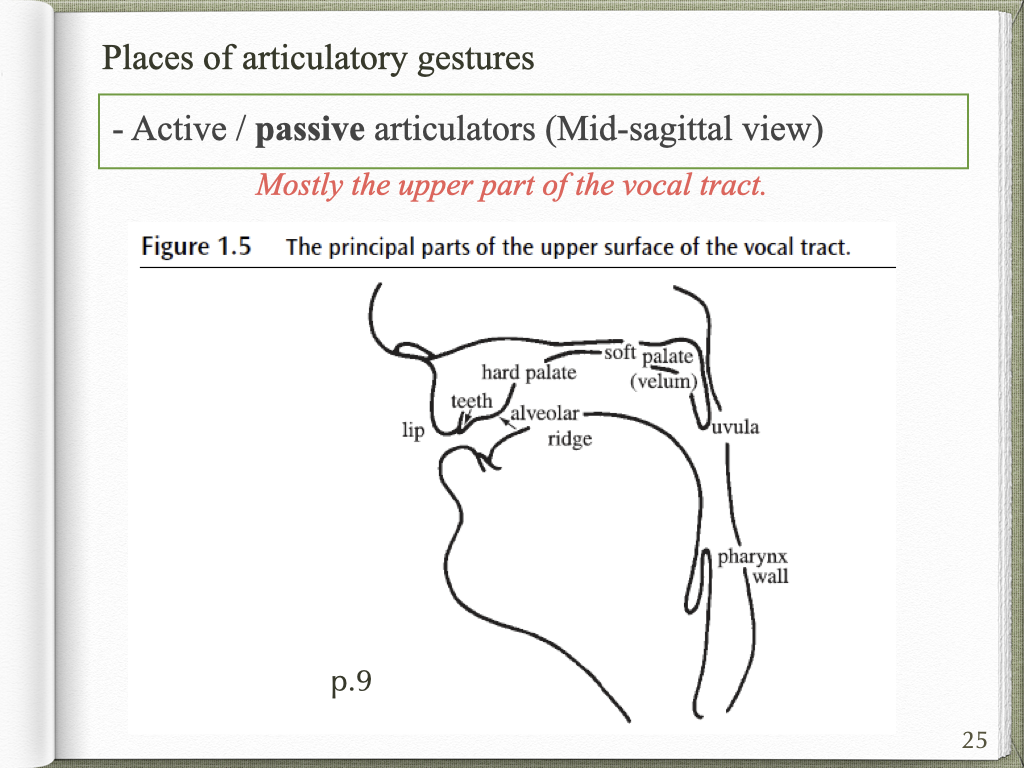 Places of articulatory gestures
- Active / passive articulators (Mid-sagittal view)
Mostly the upper part of the vocal tract.
Figure 1.5 The principal parts of the upper surface of the vocal tract.
soft palate
(velum)
hard palate
teeth
alveolar
ridge
lip
uvula
pharynx
wall
p.9
25